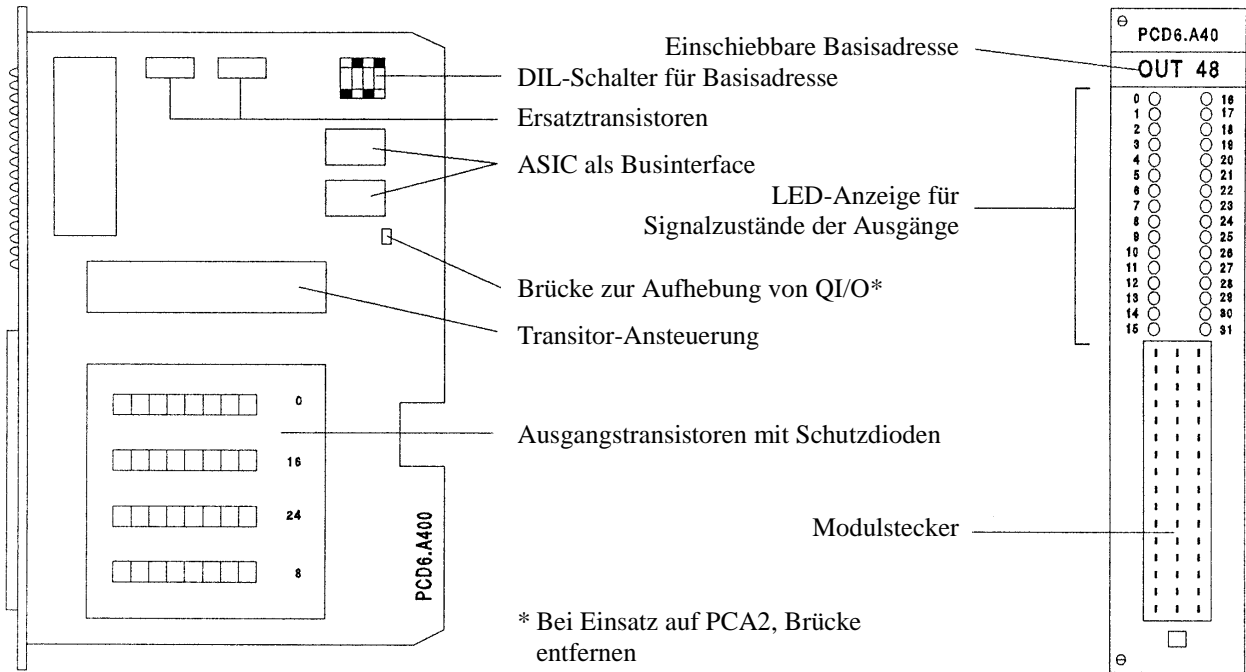 DIL-Schalter für Basisadresse
Ersatztransistoren
ASIC als Businterface
Brücke zur Aufhebung von QI/O*
Transitor-Ansteuerung
Ausgangstransistoren mit Schutzdioden
0
16
24
8
PCD6.A400
* Bei Einsatz auf PCA2, Brücke
entfernen
Einschiebbare Basisadresse
LED-Anzeige für
Signalzustände der Ausgänge
Modulstecker
PCD6.A40
OUT 48
0 16
1 17
2 18
3 19
4 20
5 21
6 22
7 23
8 24
9 25
10 26
11 27
12 28
13 29
14 30
15 31